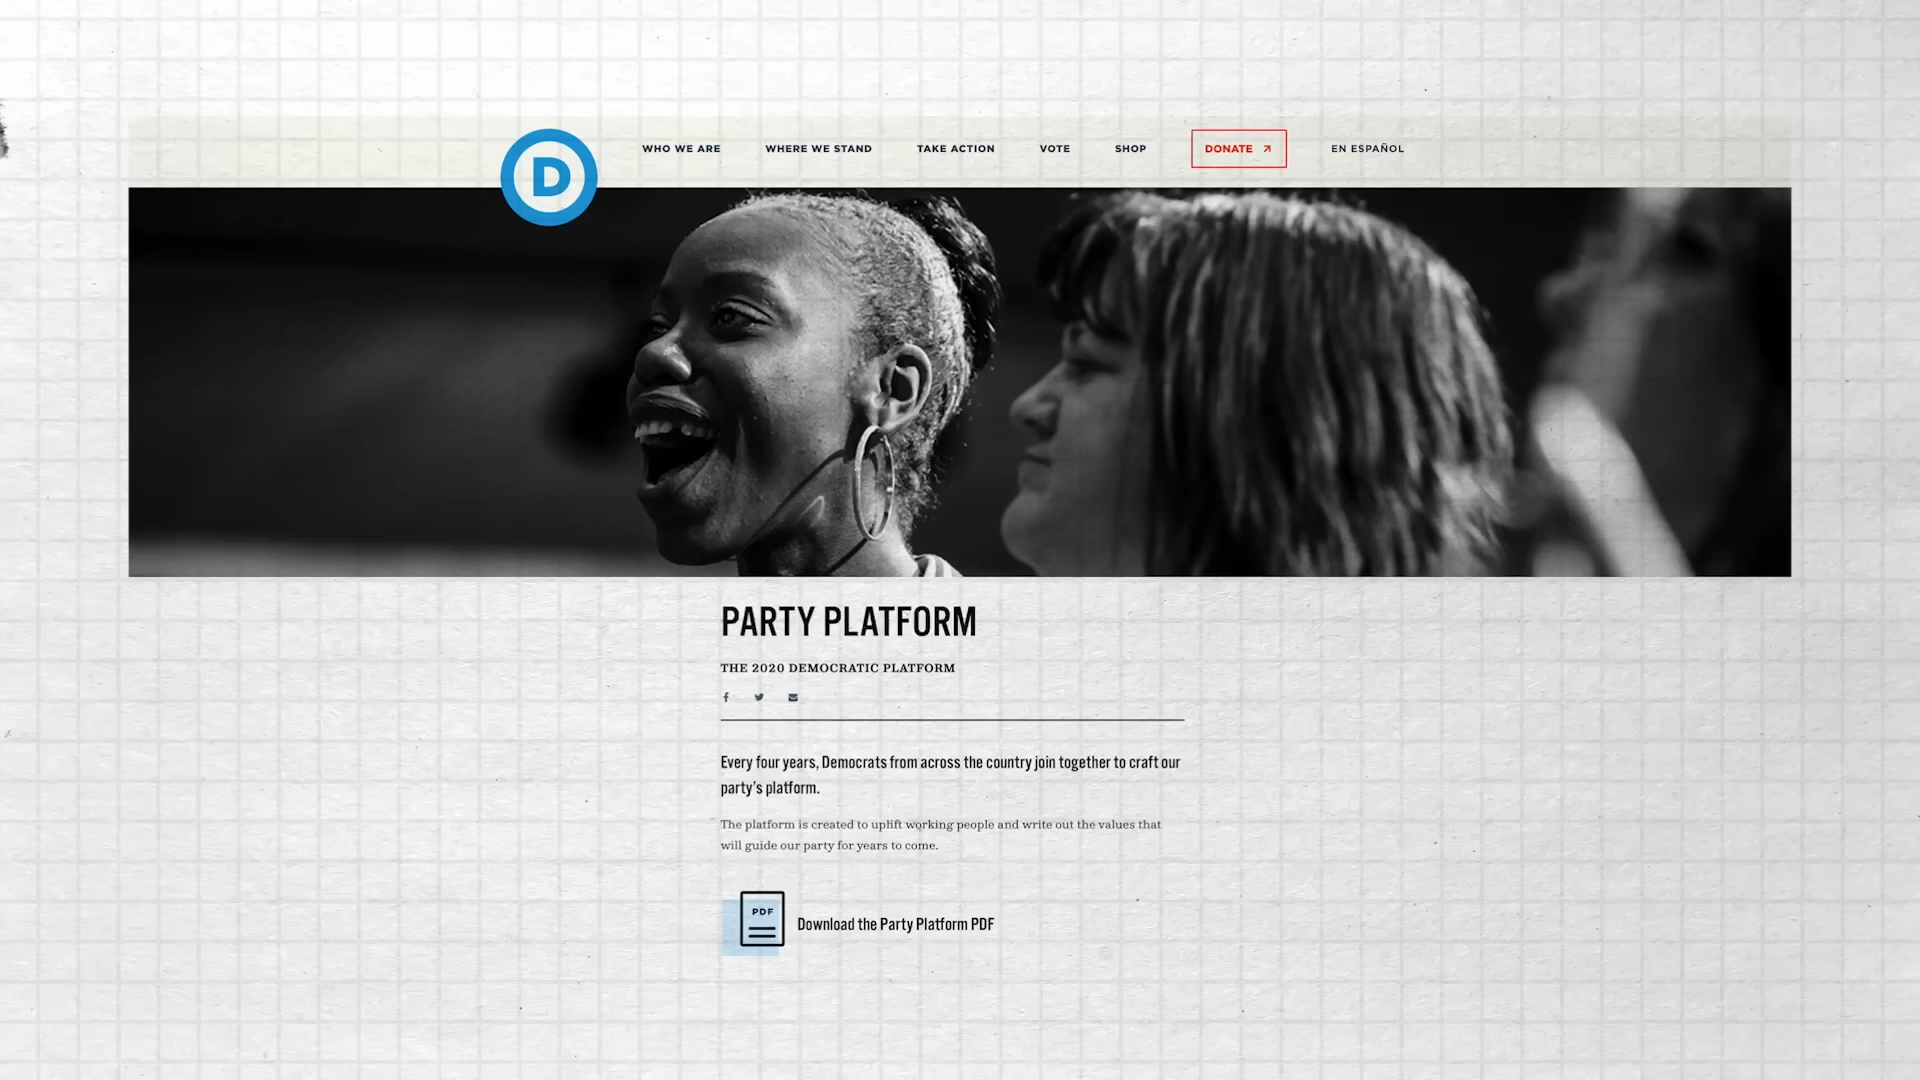 D
WHO WE ARE WHERE WE STAND TAKE ACTION VOTE SHOP DONATE EN ESPAÑOL
PARTY PLATFORM
THE 2020 DEMOCRATIC PLATFORM
Every four years, Democrats from across the country join together to craft our
party's platform.
The platform is created to uplift working people and write out the values that
will guide our party for years to come.
PDF
Download the Party Platform PDF